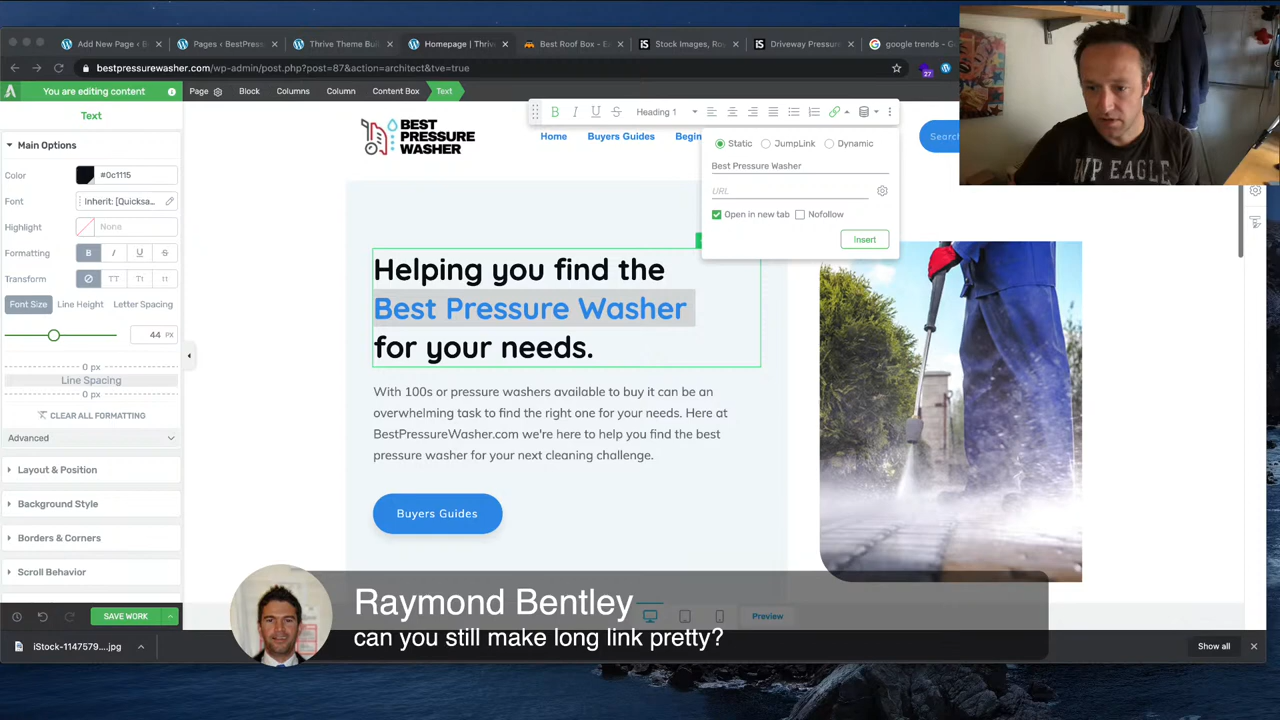 Add New Page ‹ B
Pages ‹ BestPress
Thrive Theme Buil
Homepage | Thriv
Best Roof Box - Ea
Stock Images, Roy
Driveway Pressur
google trends - G
bestpressurewasher.com/wp-admin/post.php?post=87&action=architect&tve=true
27
You are editing content
Page
Block
Columns
Column
Content Box
Text
Text
Main Options
Color
#0c1115
Font
Inherit: [Quicksa...
Highlight
None
Formatting
B I U S
Transform
TT Tt tt
Font Size
Line Height
Letter Spacing
44 PX
0 px
Line Spacing
0 px
CLEAR ALL FORMATTING
Advanced
Layout & Position
Background Style
Borders & Corners
Scroll Behavior
SAVE WORK
B I U S Heading 1
BEST
PRESSURE
WASHER
Home
Buyers Guides
Begin
Search
Static
JumpLink
Dynamic
Best Pressure Washer
URL
Open in new tab
Nofollow
Insert
WP EAGLE
Helping you find the
Best Pressure Washer
for your needs.
With 100s or pressure washers available to buy it can be an
overwhelming task to find the right one for your needs. Here at
BestPressureWasher.com we're here to help you find the best
pressure washer for your next cleaning challenge.
Buyers Guides
Preview
Raymond Bentley
can you still make long link pretty?
iStock-1147579....jpg
Show all